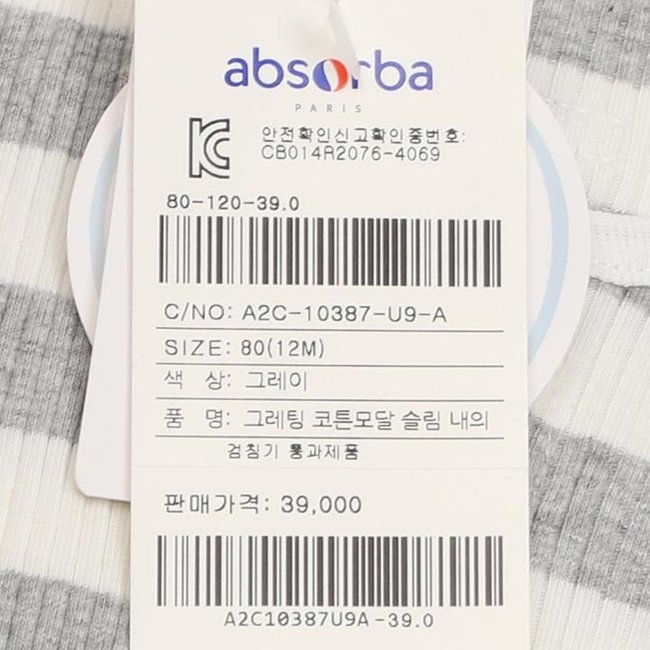 absorba
PARIS
안전확인신고확인증번호:
CB014R2076-4069
80-120-39.0
C/NO: A2C-10387-U9-A
SIZE: 80(12M)
색 상: 그레이
품 명: 그레팅 코튼모달 슬림 내의
검침기 통과제품
판매가격: 39,000
A2C10387U9A-39.0